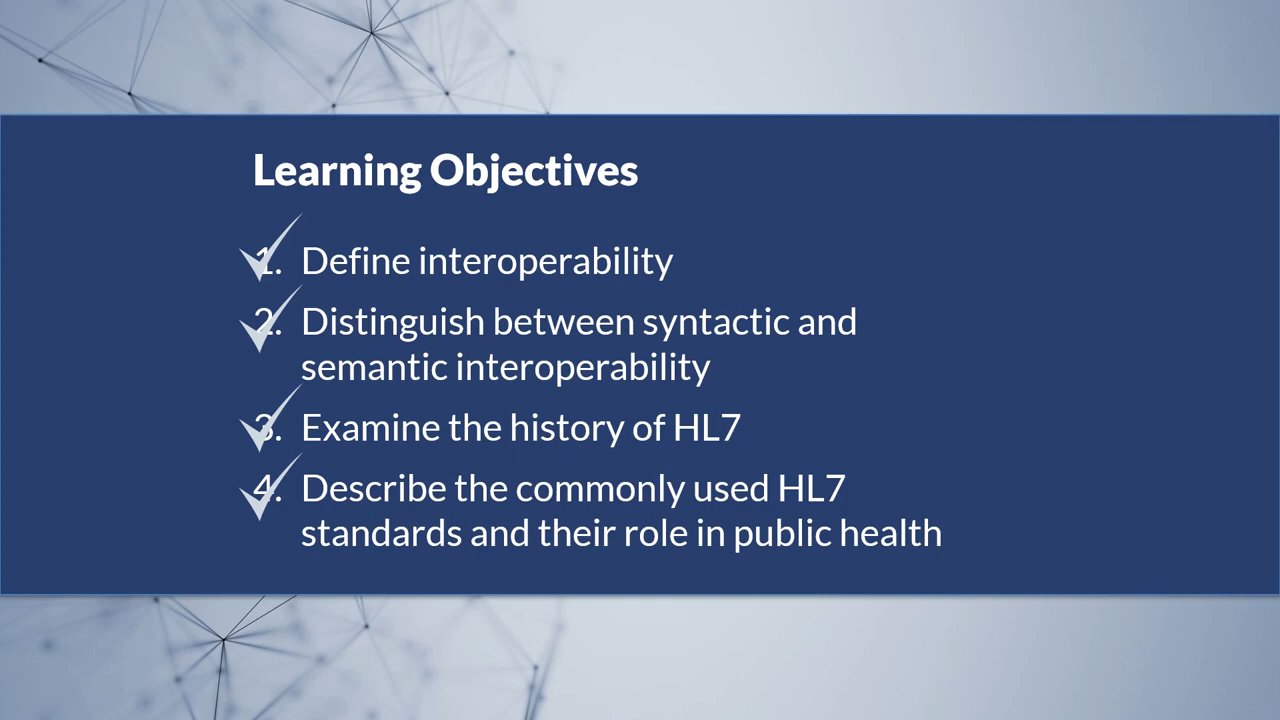 Learning Objectives
1. Define interoperability
2. Distinguish between syntactic and
semantic interoperability
3. Examine the history of HL7
4. Describe the commonly used HL7
standards and their role in public health